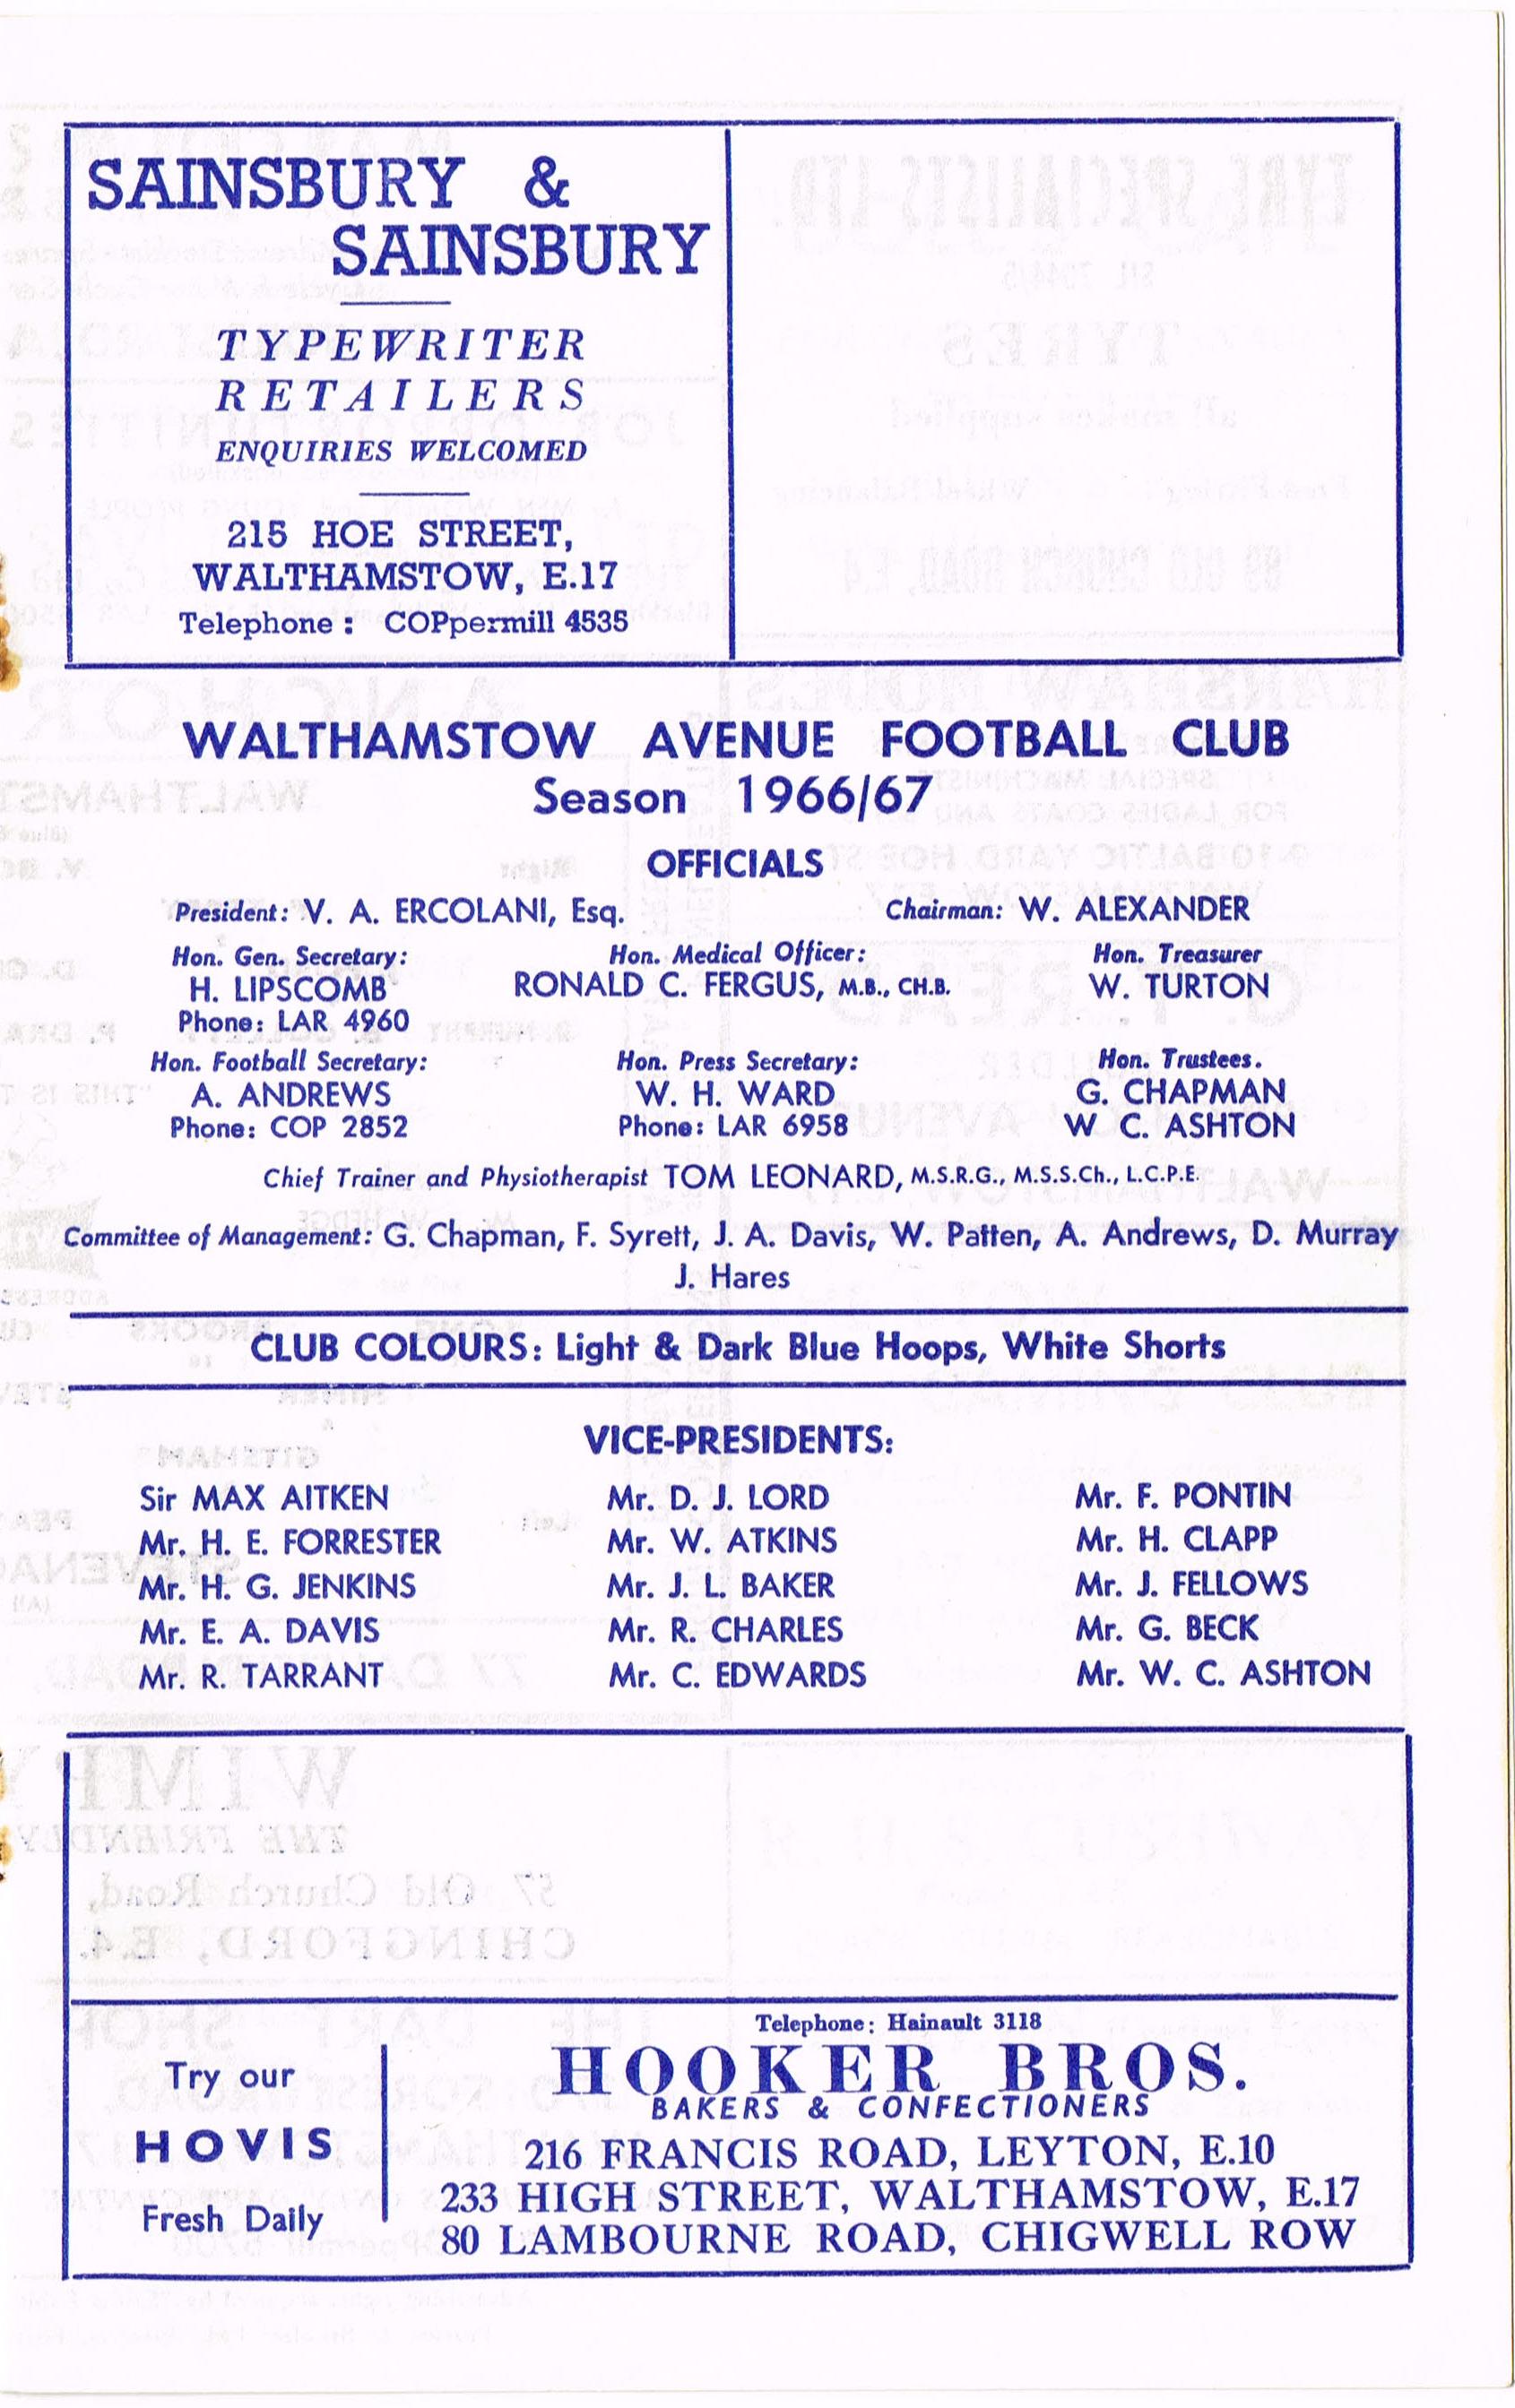 SAINSBURY &
SAINSBURY
TYPEWRITER
RETAILERS
ENQUIRIES WELCOMED
215 HOE STREET,
WALTHAMSTOW, E.17
Telephone : COPpermill 4535
WALTHAMSTOW AVENUE FOOTBALL CLUB
Season 1966/67
OFFICIALS
President: V. A. ERCOLANI, Esq. Chairman: W. ALEXANDER
Hon. Gen. Secretary: Hon. Medical Officer: Hon. Treasurer
H. LIPSCOMB RONALD C. FERGUS, M.B., CH.B. W. TURTON
Phone: LAR 4960
Hon. Football Secretary: Hon. Press Secretary: Hon. Trustees.
A. ANDREWS W. H. WARD G. CHAPMAN
Phone: COP 2852 Phone: LAR 6958 W C. ASHTON
Chief Trainer and Physiotherapist TOM LEONARD, M.S.R.G., M.S.S.Ch., L.C.P.E.
Committee of Management: G. Chapman, F. Syrett, J. A. Davis, W. Patten, A. Andrews, D. Murray
J. Hares
CLUB COLOURS: Light & Dark Blue Hoops, White Shorts
VICE-PRESIDENTS:
Sir MAX AITKEN Mr. D. J. LORD Mr. F. PONTIN
Mr. H. E. FORRESTER Mr. W. ATKINS Mr. H. CLAPP
Mr. H. G. JENKINS Mr. J. L. BAKER Mr. J. FELLOWS
Mr. E. A. DAVIS Mr. R. CHARLES Mr. G. BECK
Mr. R. TARRANT Mr. C. EDWARDS Mr. W. C. ASHTON
Try our
HOVIS
Fresh Daily
Telephone: Hainault 3118
HOOKER BROS.
BAKERS & CONFECTIONERS
216 FRANCIS ROAD, LEYTON, E.10
233 HIGH STREET, WALTHAMSTOW, E.17
80 LAMBOURNE ROAD, CHIGWELL ROW